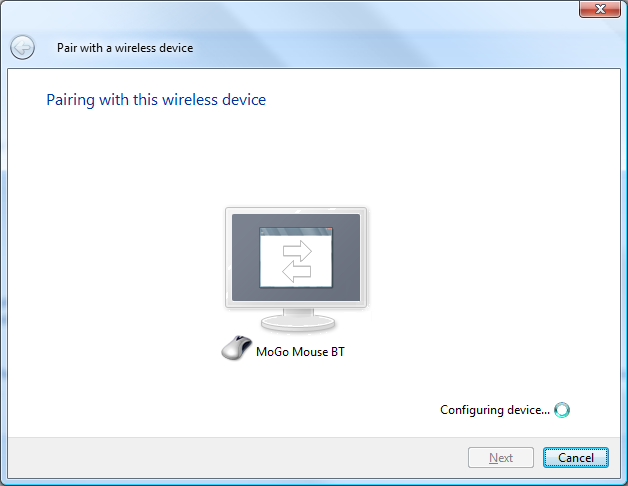 Pair with a wireless device
Pairing with this wireless device
MoGo Mouse BT
Configuring device...
Next
Cancel